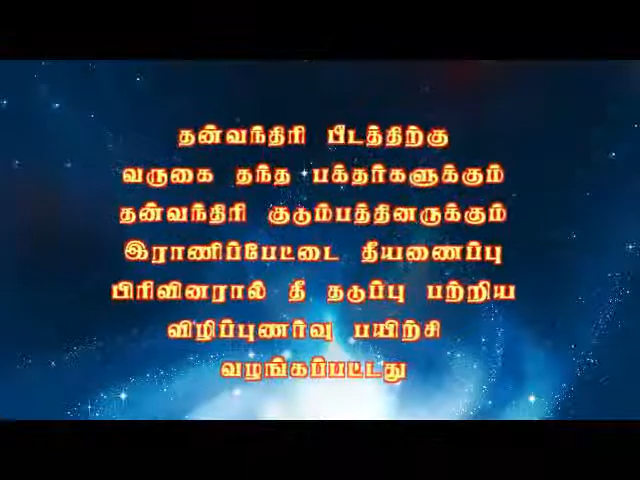 தன்வந்திரி பீடத்திற்கு
வருகை தந்த பக்தர்களுக்கும்
தன்வந்திரி குடும்பத்தினருக்கும்
இராணிப்பேட்டை தீயணைப்பு
பிரிவினரால் தீ தடுப்பு பற்றிய
விழிப்புணர்வு பயிற்சி
வழங்கப்பட்டது